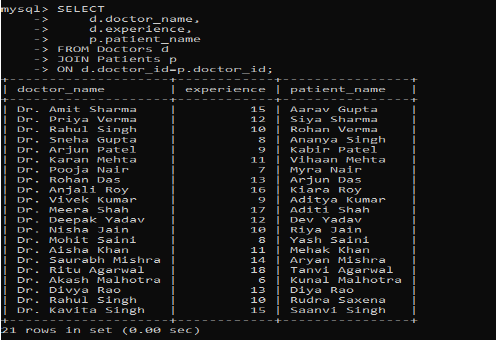 mysql> SELECT
    ->     d.doctor_name,
    ->     d.experience,
    ->     p.patient_name
    -> FROM Doctors d
    -> JOIN Patients p
    -> ON d.doctor_id=p.doctor_id;
| doctor_name | experience | patient_name |
| Dr. Amit Sharma | 15 | Aarav Gupta |
| Dr. Priya Verma | 12 | Siya Sharma |
| Dr. Rahul Singh | 10 | Rohan Verma |
| Dr. Sneha Gupta | 8 | Ananya Singh |
| Dr. Arjun Patel | 9 | Kabir Patel |
| Dr. Karan Mehta | 11 | Vihaan Mehta |
| Dr. Pooja Nair | 7 | Myra Nair |
| Dr. Rohan Das | 13 | Arjun Das |
| Dr. Anjali Roy | 16 | Kiara Roy |
| Dr. Vivek Kumar | 9 | Aditya Kumar |
| Dr. Meera Shah | 17 | Aditi Shah |
| Dr. Deepak Yadav | 12 | Dev Yadav |
| Dr. Nisha Jain | 10 | Riya Jain |
| Dr. Mohit Saini | 8 | Yash Saini |
| Dr. Aisha Khan | 11 | Mehak Khan |
| Dr. Saurabh Mishra | 14 | Aryan Mishra |
| Dr. Ritu Agarwal | 18 | Tanvi Agarwal |
| Dr. Akash Malhotra | 6 | Kunal Malhotra |
| Dr. Divya Rao | 13 | Diya Rao |
| Dr. Rahul Singh | 10 | Rudra Saxena |
| Dr. Kavita Singh | 15 | Saanvi Singh |
21 rows in set (0.00 sec)